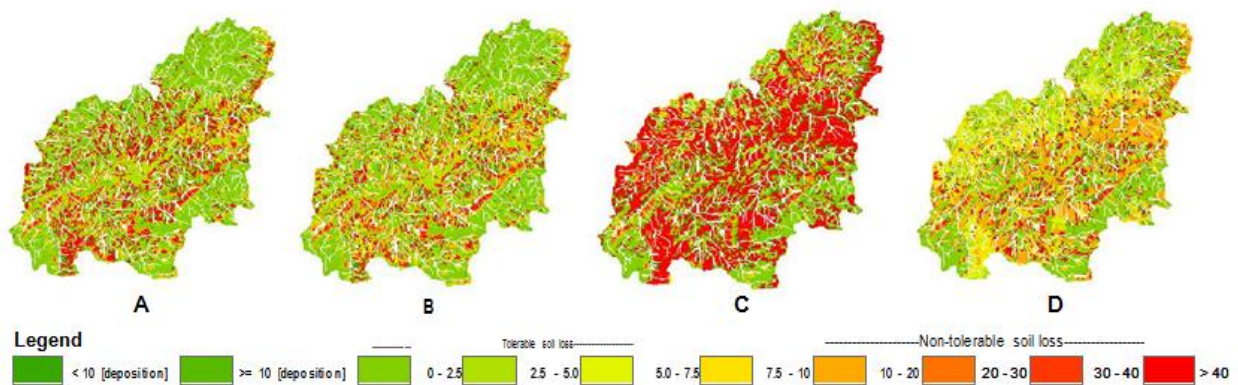 A B C D
Legend
---------- Tolerable soil loss---------------- --------------------Non-tolerable soil loss------------------
< 10 [deposition] >= 10 [deposition] 0 - 2.5 2.5 - 5.0 5.0 - 7.5 7.5 - 10 10 - 20 20 - 30 30 - 40 > 40